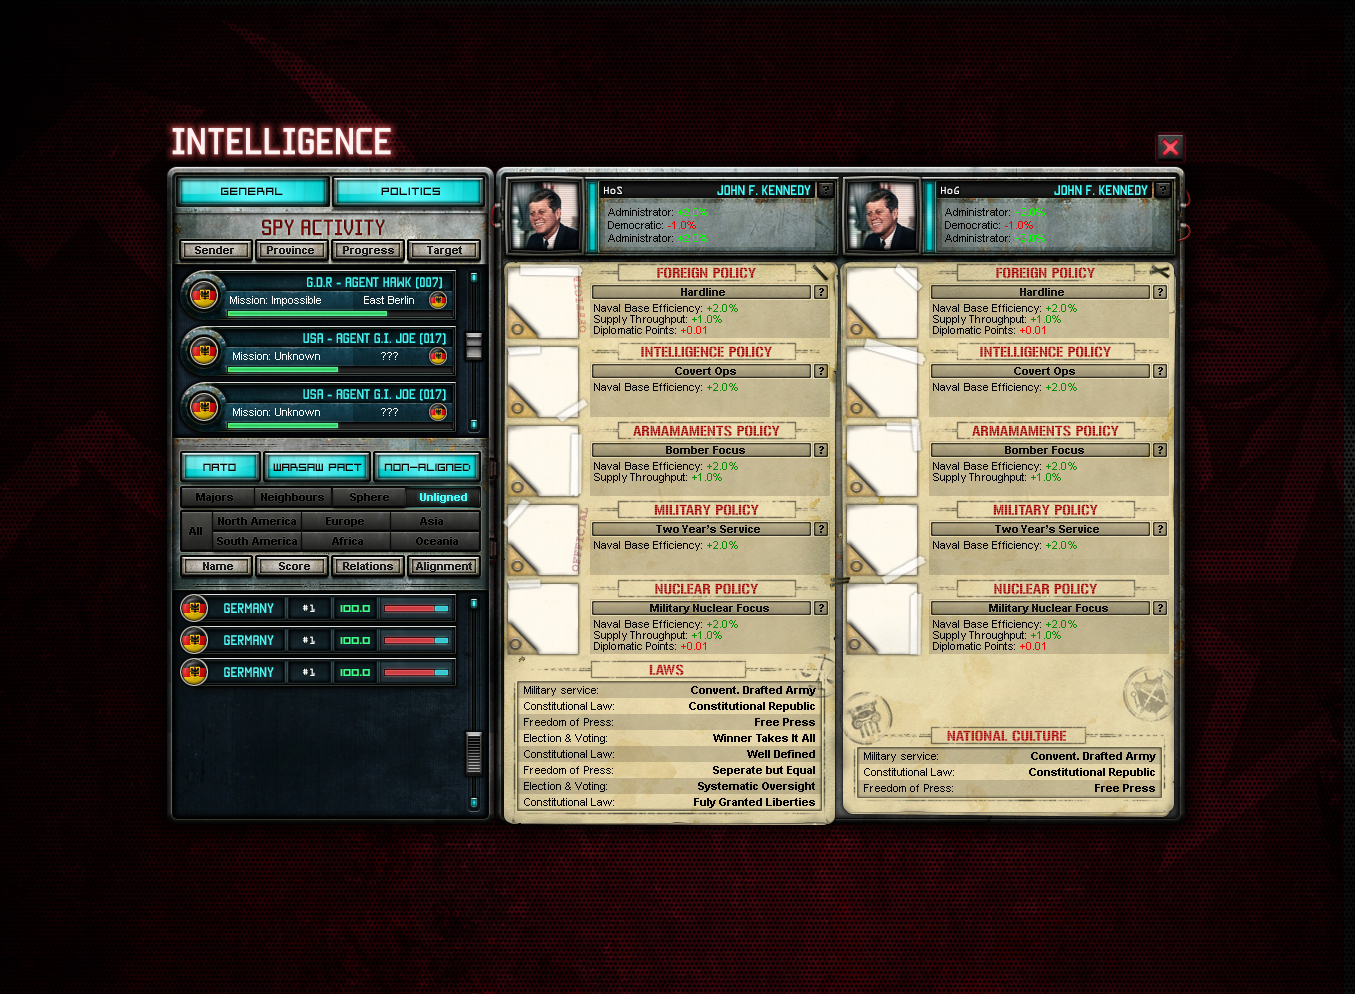 INTELLIGENCE
GENERAL
POLITICS
SPY ACTIVITY
Sender
Province
Progress
Target
G.D.R - AGENT HAWK (007)
Mission: Impossible
East Berlin
USA - AGENT G.I. JOE (017)
Mission: Unknown
???
USA - AGENT G.I. JOE (017)
Mission: Unknown
???
NATO
WARSAW PACT
NON-ALIGNED
Majors
Neighbours
Sphere
Unligned
All
North America
Europe
Asia
South America
Africa
Oceania
Name
Score
Relations
Alignment
GERMANY
#1
100.0
GERMANY
#1
100.0
GERMANY
#1
100.0
HoS
JOHN F. KENNEDY
?
Administrator:
Democratic: -1.0%
Administrator:
FOREIGN POLICY
Hardline
?
Naval Base Efficiency: +2.0%
Supply Throughput: +1.0%
Diplomatic Points: +0.01
OFFICIAL
INTELLIGENCE POLICY
Covert Ops
?
Naval Base Efficiency: +2.0%
ARMAMAMENTS POLICY
Bomber Focus
?
Naval Base Efficiency: +2.0%
Supply Throughput: +1.0%
MILITARY POLICY
Two Year's Service
?
Naval Base Efficiency: +2.0%
OFFICIAL
NUCLEAR POLICY
Military Nuclear Focus
?
Naval Base Efficiency: +2.0%
Supply Throughput: +1.0%
Diplomatic Points: +0.01
LAWS
Military service: Convent. Drafted Army
Constitutional Law: Constitutional Republic
Freedom of Press: Free Press
Election & Voting: Winner Takes It All
Constitutional Law: Well Defined
Freedom of Press: Seperate but Equal
Election & Voting: Systematic Oversight
Constitutional Law: Fuly Granted Liberties
HoG
JOHN F. KENNEDY
?
Administrator:
Democratic: -1.0%
Administrator:
FOREIGN POLICY
Hardline
?
Naval Base Efficiency: +2.0%
Supply Throughput: +1.0%
Diplomatic Points: +0.01
INTELLIGENCE POLICY
Covert Ops
?
Naval Base Efficiency: +2.0%
ARMAMAMENTS POLICY
Bomber Focus
?
Naval Base Efficiency: +2.0%
Supply Throughput: +1.0%
MILITARY POLICY
Two Year's Service
?
Naval Base Efficiency: +2.0%
NUCLEAR POLICY
Military Nuclear Focus
?
Naval Base Efficiency: +2.0%
Supply Throughput: +1.0%
Diplomatic Points: +0.01
NATIONAL CULTURE
Military service: Convent. Drafted Army
Constitutional Law: Constitutional Republic
Freedom of Press: Free Press